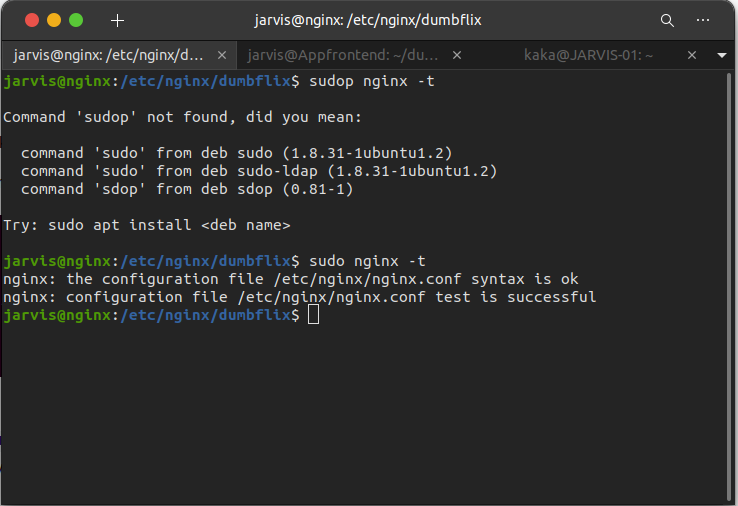 jarvis@nginx: /etc/nginx/dumbflix
jarvis@nginx: /etc/nginx/d...
jarvis@Appfrontend: ~/du...
kaka@JARVIS-01: ~
jarvis@nginx:/etc/nginx/dumbflix$ sudop nginx -t
Command 'sudop' not found, did you mean:
command 'sudo' from deb sudo (1.8.31-1ubuntu1.2)
command 'sudo' from deb sudo-ldap (1.8.31-1ubuntu1.2)
command 'sdop' from deb sdop (0.81-1)
Try: sudo apt install <deb name>
jarvis@nginx:/etc/nginx/dumbflix$ sudo nginx -t
nginx: the configuration file /etc/nginx/nginx.conf syntax is ok
nginx: configuration file /etc/nginx/nginx.conf test is successful
jarvis@nginx:/etc/nginx/dumbflix$